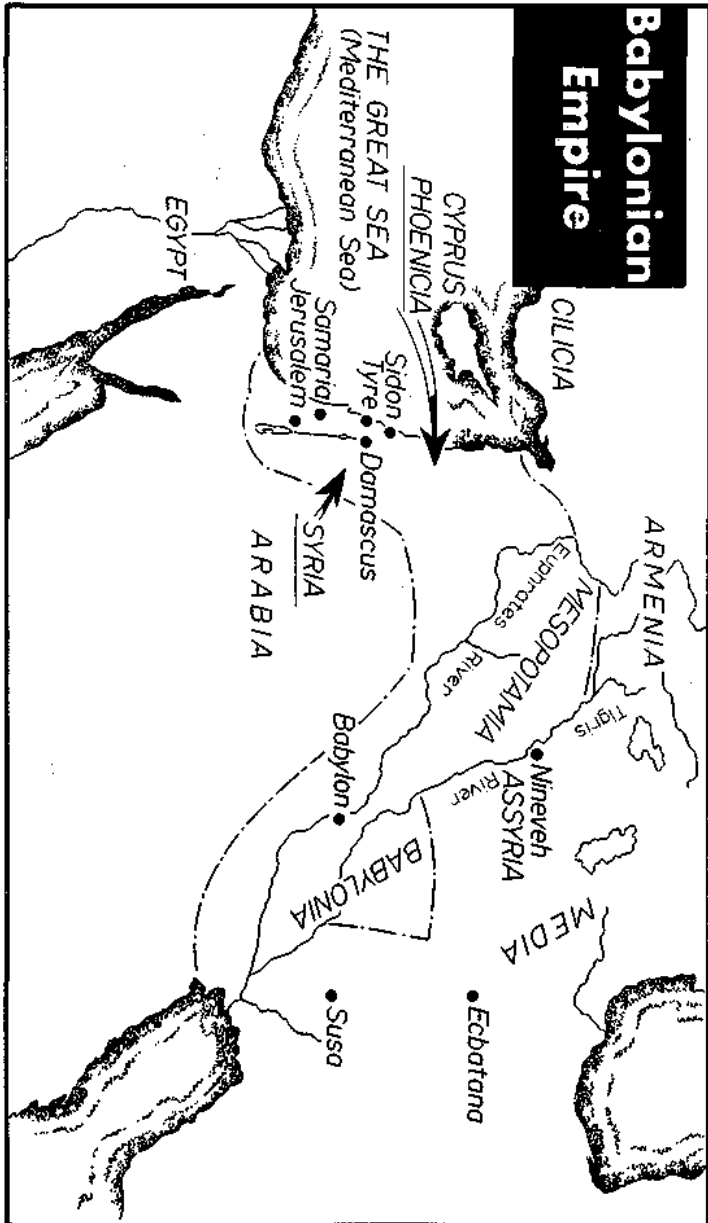 Babylonian
Empire
CILICIA
ARMENIA
CYPRUS
PHOENICIA
THE GREAT SEA
(Mediterranean Sea)
EGYPT
Sidon
Tyre
Samaria
Jerusalem
Damascus
SYRIA
ARABIA
MESOPOTAMIA
Euphrates
River
Tigris
River
Nineveh
ASSYRIA
MEDIA
Babylon
BABYLONIA
Ecbatana
Susa